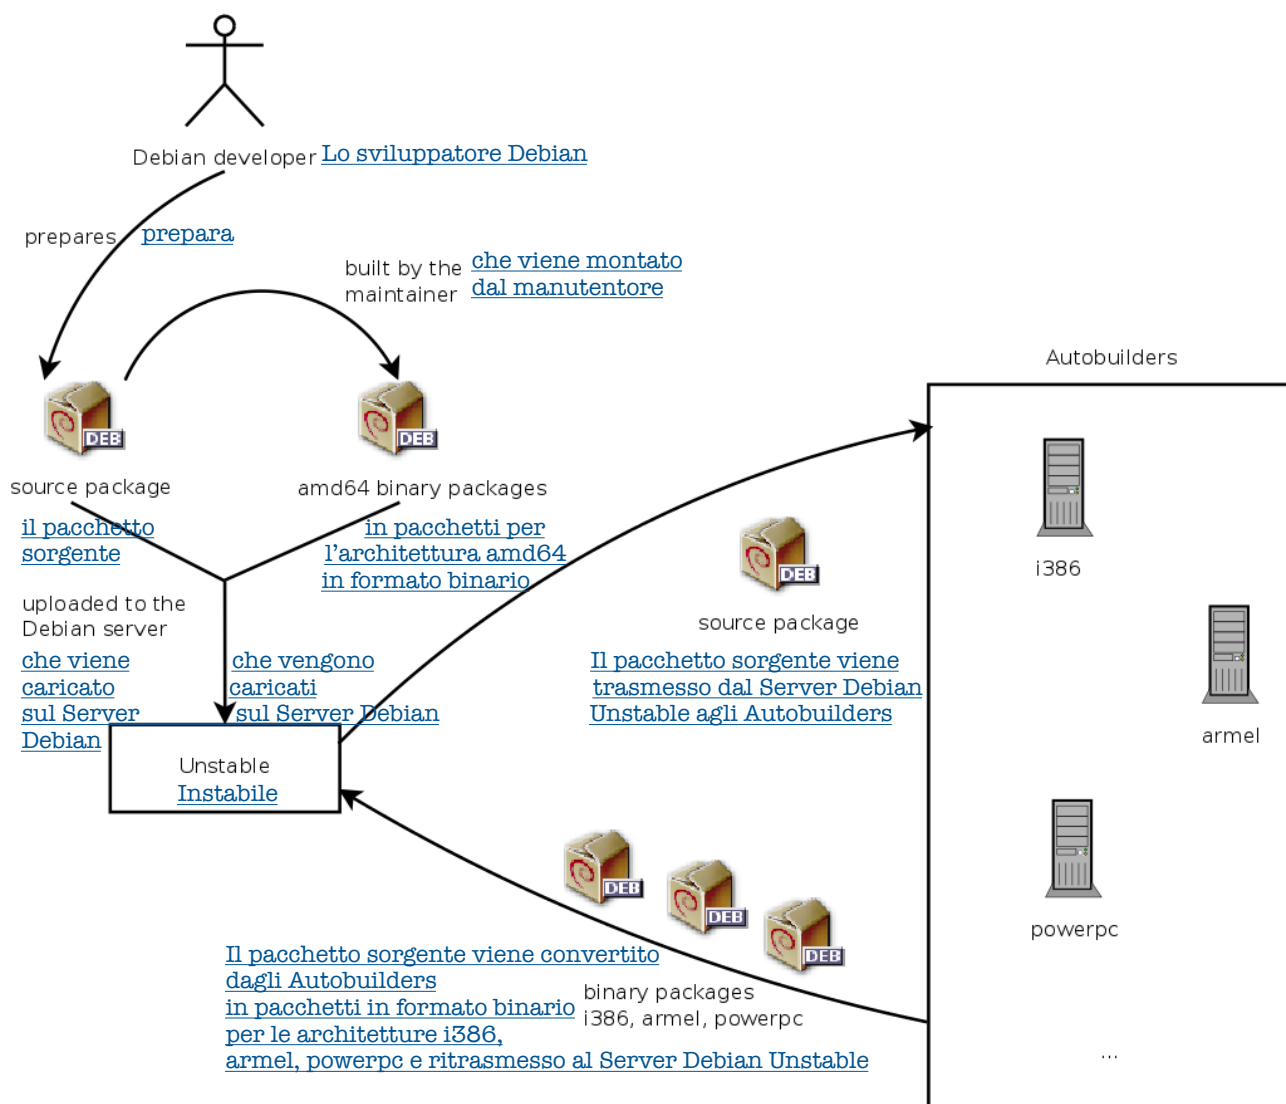 Debian developer Lo sviluppatore Debian
prepares prepara
built by the
maintainer
che viene montato
dal manutentore
Autobuilders
DEB
DEB
source package
amd64 binary packages
il pacchetto
sorgente
in pacchetti per
l'architettura amd64
in formato binario
uploaded to the
Debian server
che viene
caricato
sul Server
Debian
che vengono
caricati
sul Server Debian
Unstable
Instabile
DEB
source package
Il pacchetto sorgente viene
trasmesso dal Server Debian
Unstable agli Autobuilders
i386
armel
powerpc
...
DEB
DEB
DEB
Il pacchetto sorgente viene convertito
dagli Autobuilders
in pacchetti in formato binario
per le architetture i386,
armel, powerpc e ritrasmesso al Server Debian Unstable
binary packages
i386, armel, powerpc